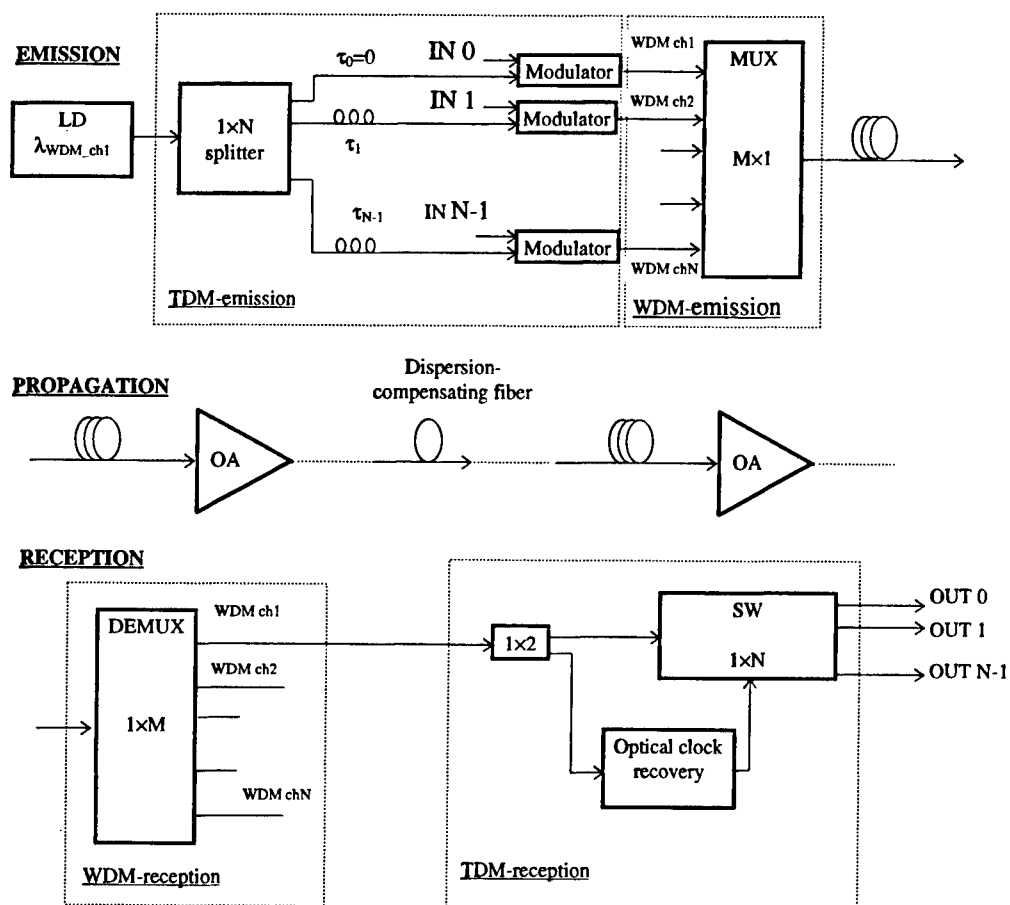 EMISSION
LD
λWDM_ch1
1×N
splitter
τ0=0
τ1
τN-1
IN 0
IN 1
IN N-1
Modulator
Modulator
Modulator
TDM-emission
WDM ch1
WDM ch2
WDM chN
MUX
M×1
WDM-emission
PROPAGATION
OA
Dispersion-
compensating fiber
OA
RECEPTION
DEMUX
1×M
WDM ch1
WDM ch2
WDM chN
WDM-reception
1×2
SW
1×N
Optical clock
recovery
OUT 0
OUT 1
OUT N-1
TDM-reception